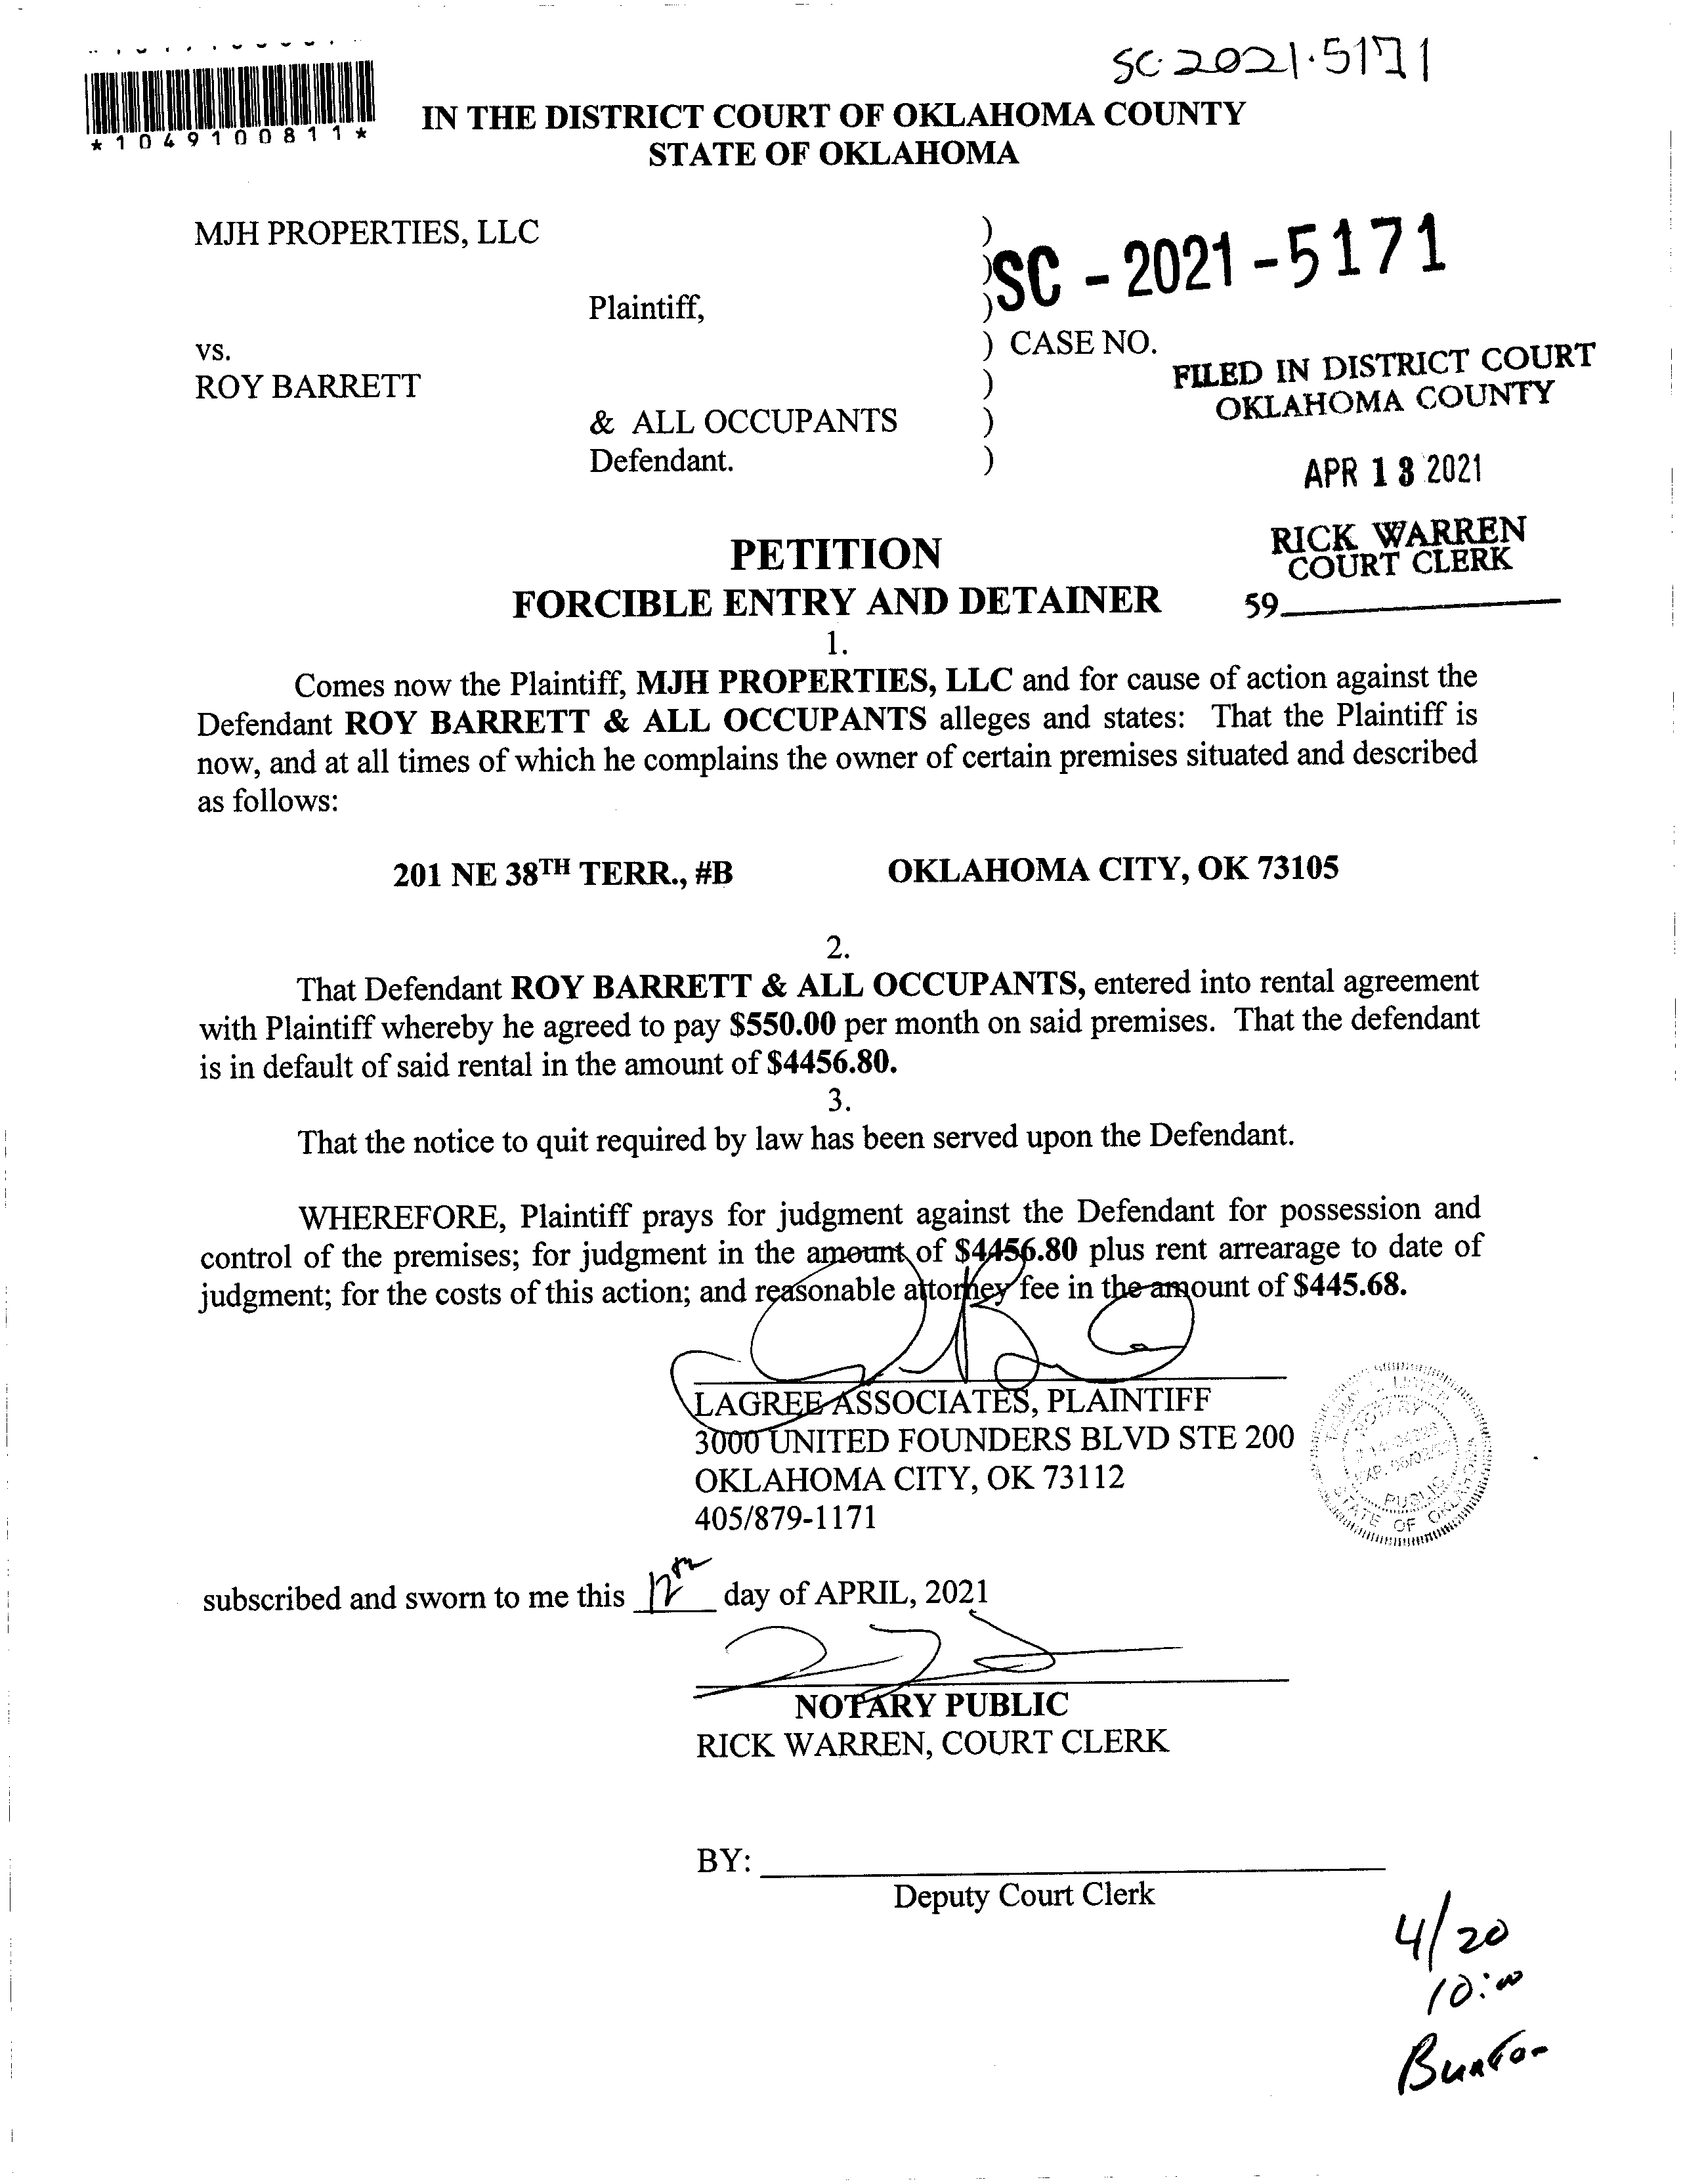 SC-2021-5171
*1049100811*
IN THE DISTRICT COURT OF OKLAHOMA COUNTY
STATE OF OKLAHOMA
MJH PROPERTIES, LLC )
)
SC - 2021 - 5171
Plaintiff, )
vs. ) CASE NO.
ROY BARRETT )
& ALL OCCUPANTS )
Defendant. )
FILED IN DISTRICT COURT
OKLAHOMA COUNTY
APR 13 2021
RICK WARREN
COURT CLERK
59
PETITION
FORCIBLE ENTRY AND DETAINER
1.
Comes now the Plaintiff, MJH PROPERTIES, LLC and for cause of action against the
Defendant ROY BARRETT & ALL OCCUPANTS alleges and states: That the Plaintiff is
now, and at all times of which he complains the owner of certain premises situated and described
as follows:
201 NE 38TH TERR., #B OKLAHOMA CITY, OK 73105
2.
That Defendant ROY BARRETT & ALL OCCUPANTS, entered into rental agreement
with Plaintiff whereby he agreed to pay $550.00 per month on said premises. That the defendant
is in default of said rental in the amount of $4456.80.
3.
That the notice to quit required by law has been served upon the Defendant.
WHEREFORE, Plaintiff prays for judgment against the Defendant for possession and
control of the premises; for judgment in the amount of $4456.80 plus rent arrearage to date of
judgment; for the costs of this action; and reasonable attorney fee in the amount of $445.68.
LAGREE ASSOCIATES, PLAINTIFF
3000 UNITED FOUNDERS BLVD STE 200
OKLAHOMA CITY, OK 73112
405/879-1171
NOTARY
PUBLIC
STATE OF OKLAHOMA
subscribed and sworn to me this 12th day of APRIL, 2021
NOTARY PUBLIC
RICK WARREN, COURT CLERK
BY:
Deputy Court Clerk
4/20
10:00